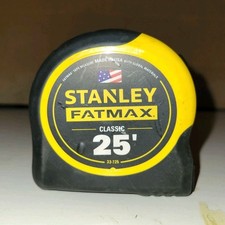 STANLEY
FATMAX
CLASSIC
25'